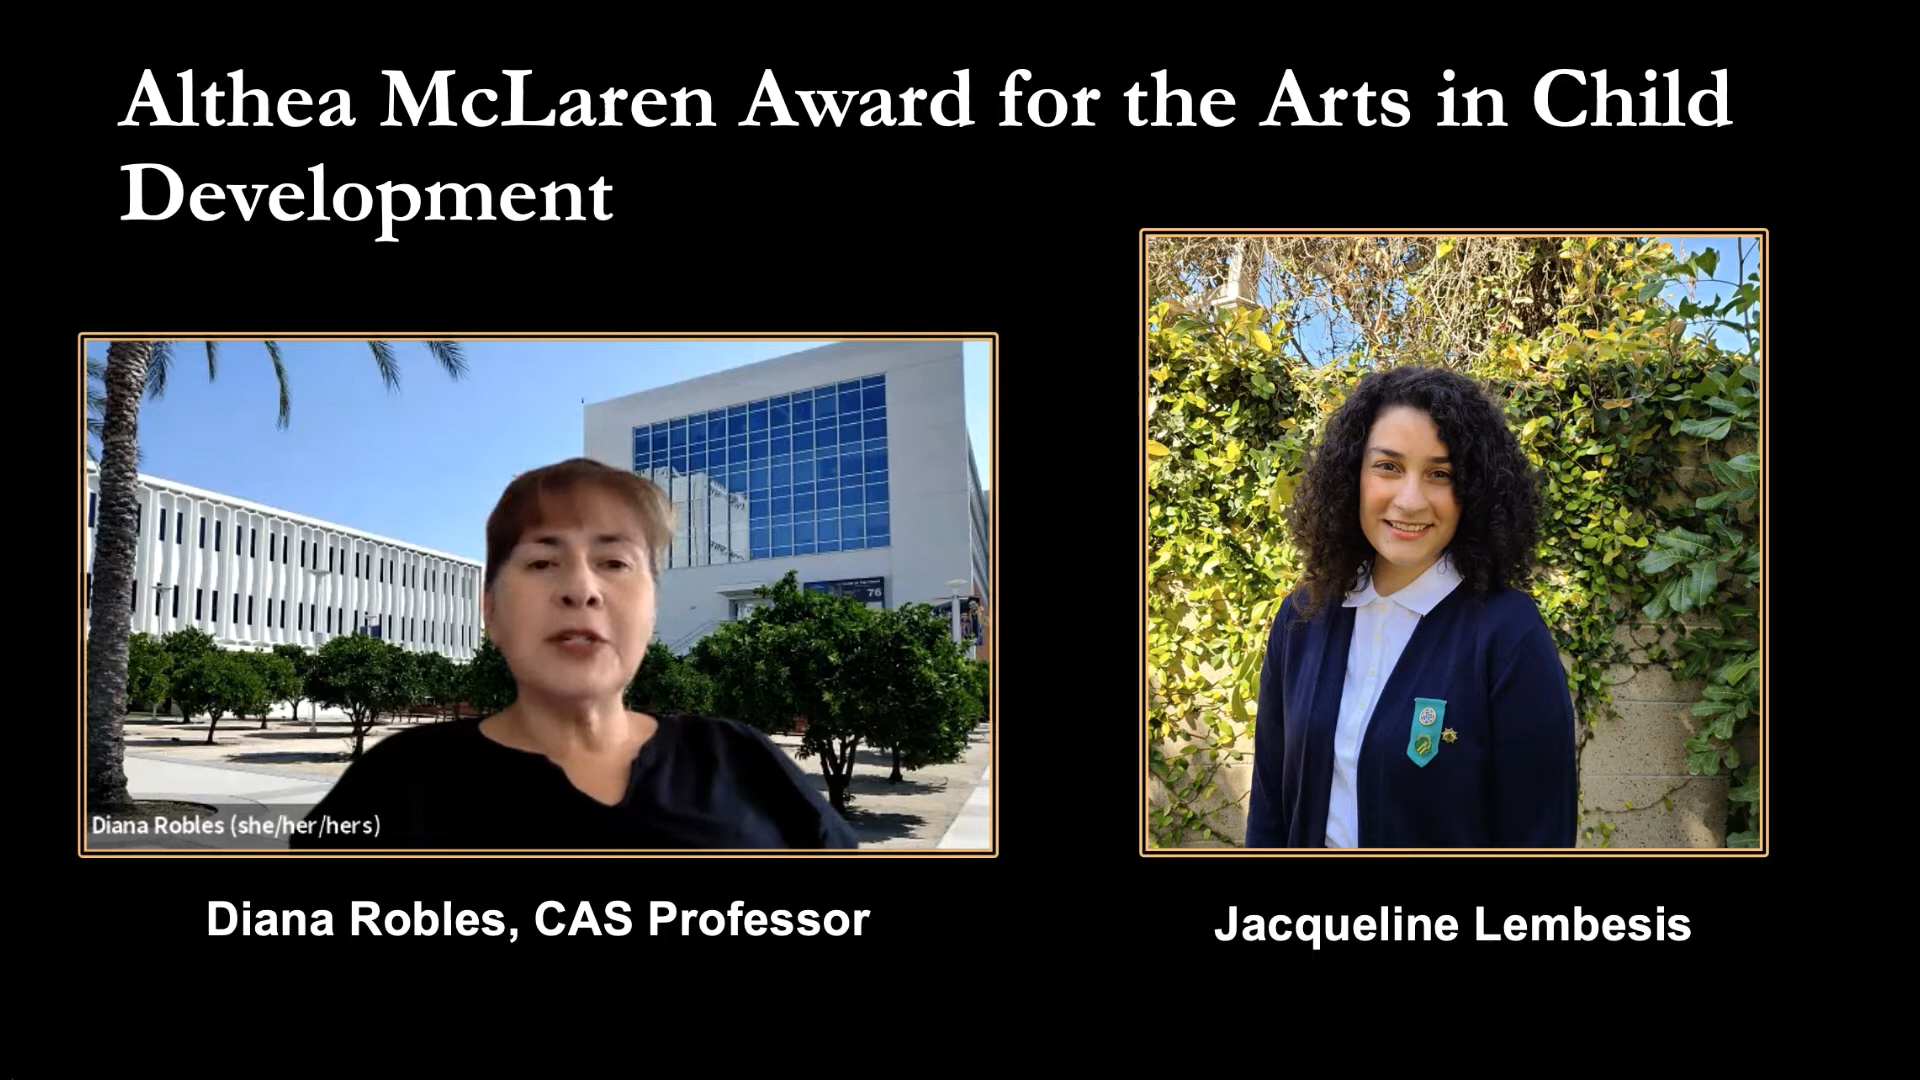 Althea McLaren Award for the Arts in Child
Development
76
Diana Robles (she/her/hers)
Diana Robles, CAS Professor
Jacqueline Lembesis